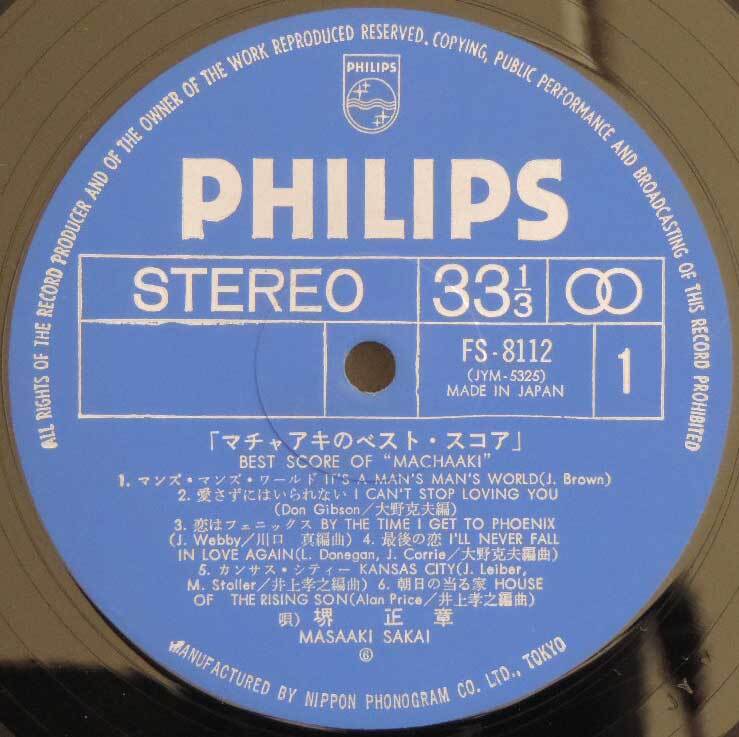 ALL RIGHTS OF THE RECORD PRODUCER AND OF THE OWNER OF THE WORK REPRODUCED RESERVED. COPYING, PUBLIC PERFORMANCE AND BROADCASTING OF THIS RECORD PROHIBITED
PHILIPS
PHILIPS
STEREO 33 1/3
FS-8112
(JYM-5325)
MADE IN JAPAN
1
「マチャアキのベスト・スコア」
BEST SCORE OF "MACHAAKI"
1. マンズ・マンズ・ワールド IT'S A MAN'S MAN'S WORLD(J. Brown)
2. 愛さずにはいられない I CAN'T STOP LOVING YOU
(Don Gibson/大野克夫編)
3. 恋はフェニックス BY THE TIME I GET TO PHOENIX
(J. Webby/川口 真編曲) 4. 最後の恋 I'LL NEVER FALL
IN LOVE AGAIN(L. Donegan, J. Corrie/大野克夫編曲)
5. カンサス・シティー KANSAS CITY(J. Leiber,
M. Stoller/井上孝之編曲) 6. 朝日の当る家 HOUSE
OF THE RISING SON(Alan Price/井上孝之編曲)
唄) 堺 正 章
MASAAKI SAKAI
⑥
MANUFACTURED BY NIPPON PHONOGRAM CO. LTD., TOKYO